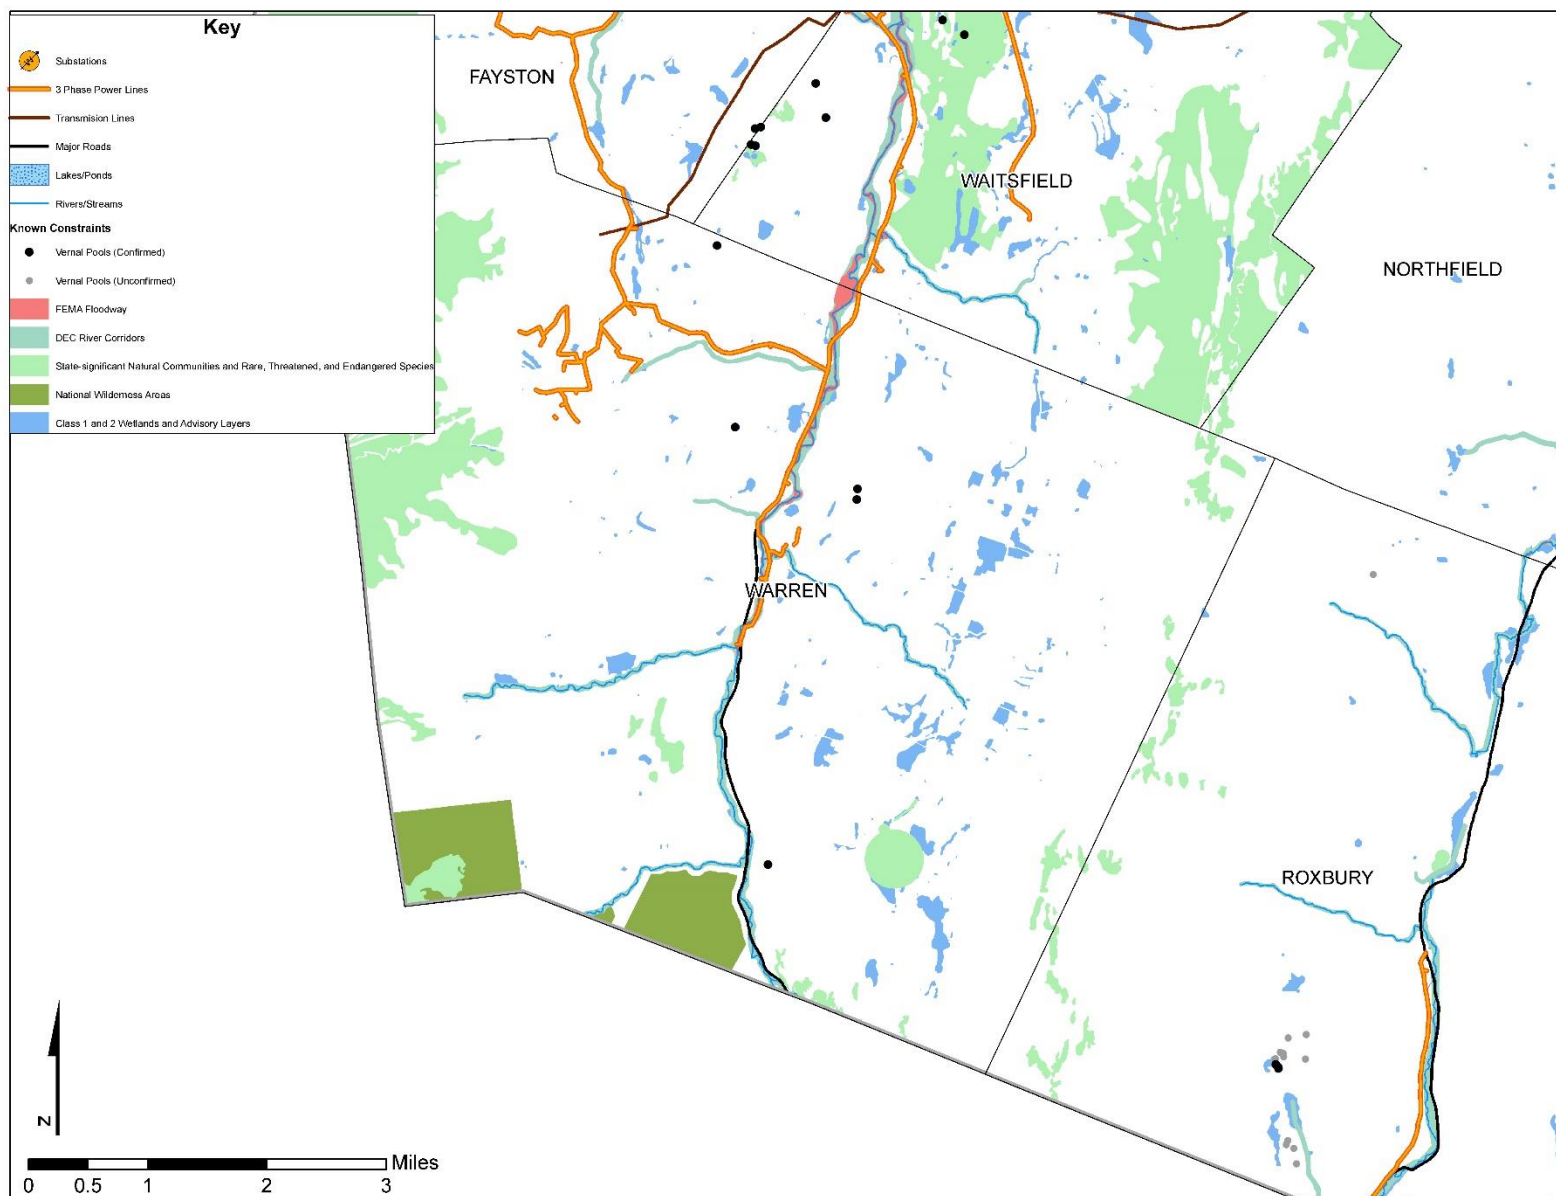 Key
Substations
3 Phase Power Lines
Transmision Lines
Major Roads
Lakes/Ponds
Rivers/Streams
Known Constraints
Vernal Pools (Confirmed)
Vernal Pools (Unconfirmed)
FEMA Floodway
DEC River Corridors
State-significant Natural Communities and Rare, Threatened, and Endangered Species
National Wilderness Areas
Class 1 and 2 Wetlands and Advisory Layers
FAYSTON
WAITSFIELD
NORTHFIELD
WARREN
ROXBURY
N
Miles
0 0.5 1 2 3